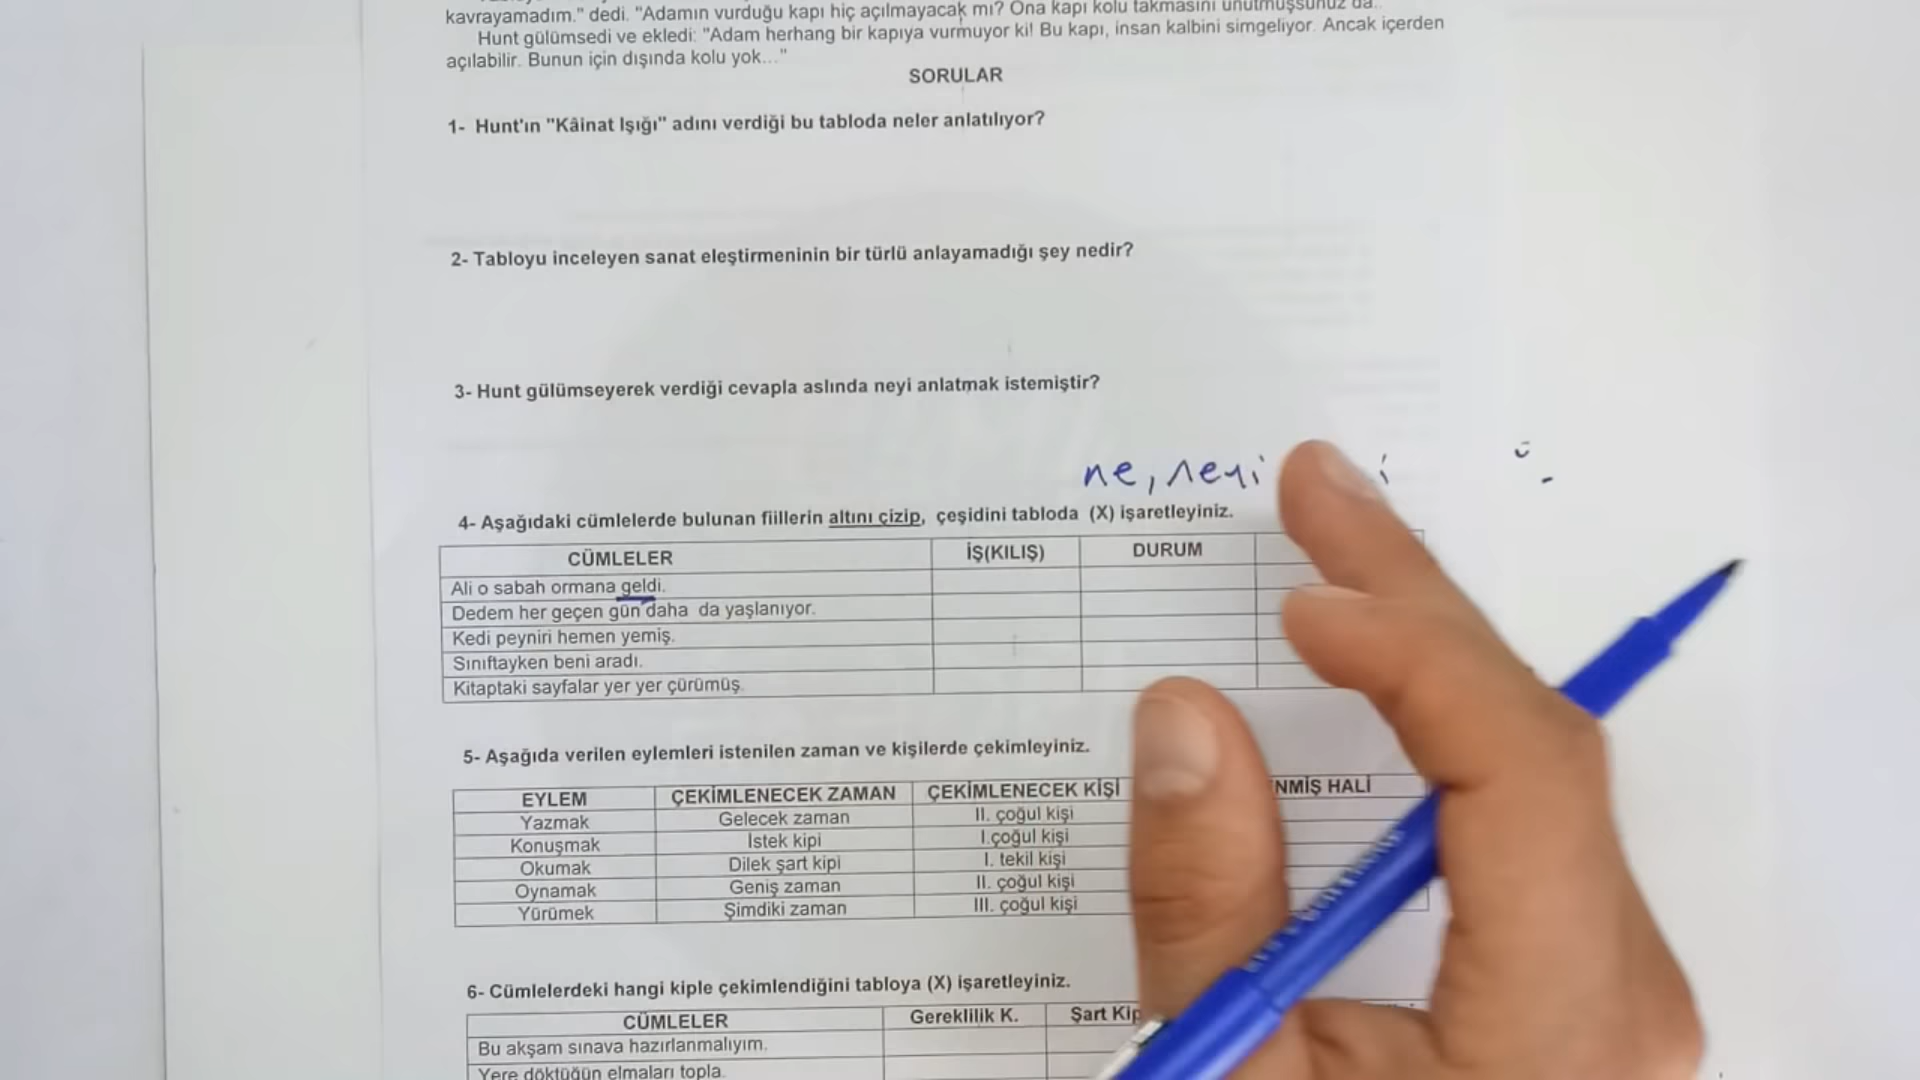 kavrayamadım." dedi. "Adamın vurduğu kapı hiç açılmayacak mı? Ona kapı kolu takmasını unutmuşsunuz da..
Hunt gülümsedi ve ekledi: "Adam herhang bir kapıya vurmuyor ki! Bu kapı, insan kalbini simgeliyor. Ancak içerden
açılabilir. Bunun için dışında kolu yok..."
SORULAR
1- Hunt'ın "Kâinat Işığı" adını verdiği bu tabloda neler anlatılıyor?
2- Tabloyu inceleyen sanat eleştirmeninin bir türlü anlayamadığı şey nedir?
3- Hunt gülümseyerek verdiği cevapla aslında neyi anlatmak istemiştir?
ne, neyi
4- Aşağıdaki cümlelerde bulunan fiillerin altını çizip, çeşidini tabloda (X) işaretleyiniz.
CÜMLELER İŞ(KILIŞ) DURUM
Ali o sabah ormana geldi.
Dedem her geçen gün daha da yaşlanıyor.
Kedi peyniri hemen yemiş.
Sınıftayken beni aradı.
Kitaptaki sayfalar yer yer çürümüş.
5- Aşağıda verilen eylemleri istenilen zaman ve kişilerde çekimleyiniz.
EYLEM ÇEKİMLENECEK ZAMAN ÇEKİMLENECEK KİŞİ NMİŞ HALİ
Yazmak Gelecek zaman II. çoğul kişi
Konuşmak İstek kipi I.çoğul kişi
Okumak Dilek şart kipi I. tekil kişi
Oynamak Geniş zaman II. çoğul kişi
Yürümek Şimdiki zaman III. çoğul kişi
6- Cümlelerdeki hangi kiple çekimlendiğini tabloya (X) işaretleyiniz.
CÜMLELER Gereklilik K. Şart Kip
Bu akşam sınava hazırlanmalıyım.
Yere döktüğün elmaları topla.